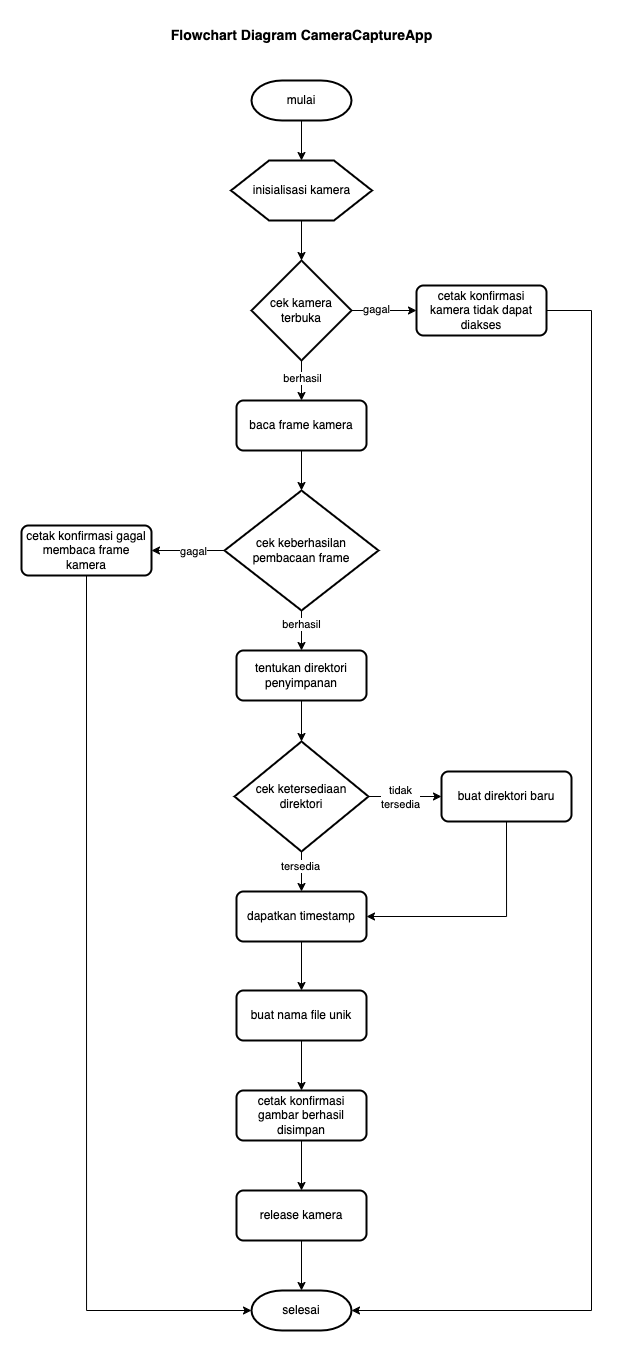 Flowchart Diagram CameraCaptureApp
mulai
inisialisasi kamera
cek kamera
terbuka
gagal
cetak konfirmasi
kamera tidak dapat
diakses
berhasil
baca frame kamera
cek keberhasilan
pembacaan frame
gagal
cetak konfirmasi gagal
membaca frame
kamera
berhasil
tentukan direktori
penyimpanan
cek ketersediaan
direktori
tidak
tersedia
buat direktori baru
tersedia
dapatkan timestamp
buat nama file unik
cetak konfirmasi
gambar berhasil
disimpan
release kamera
selesai